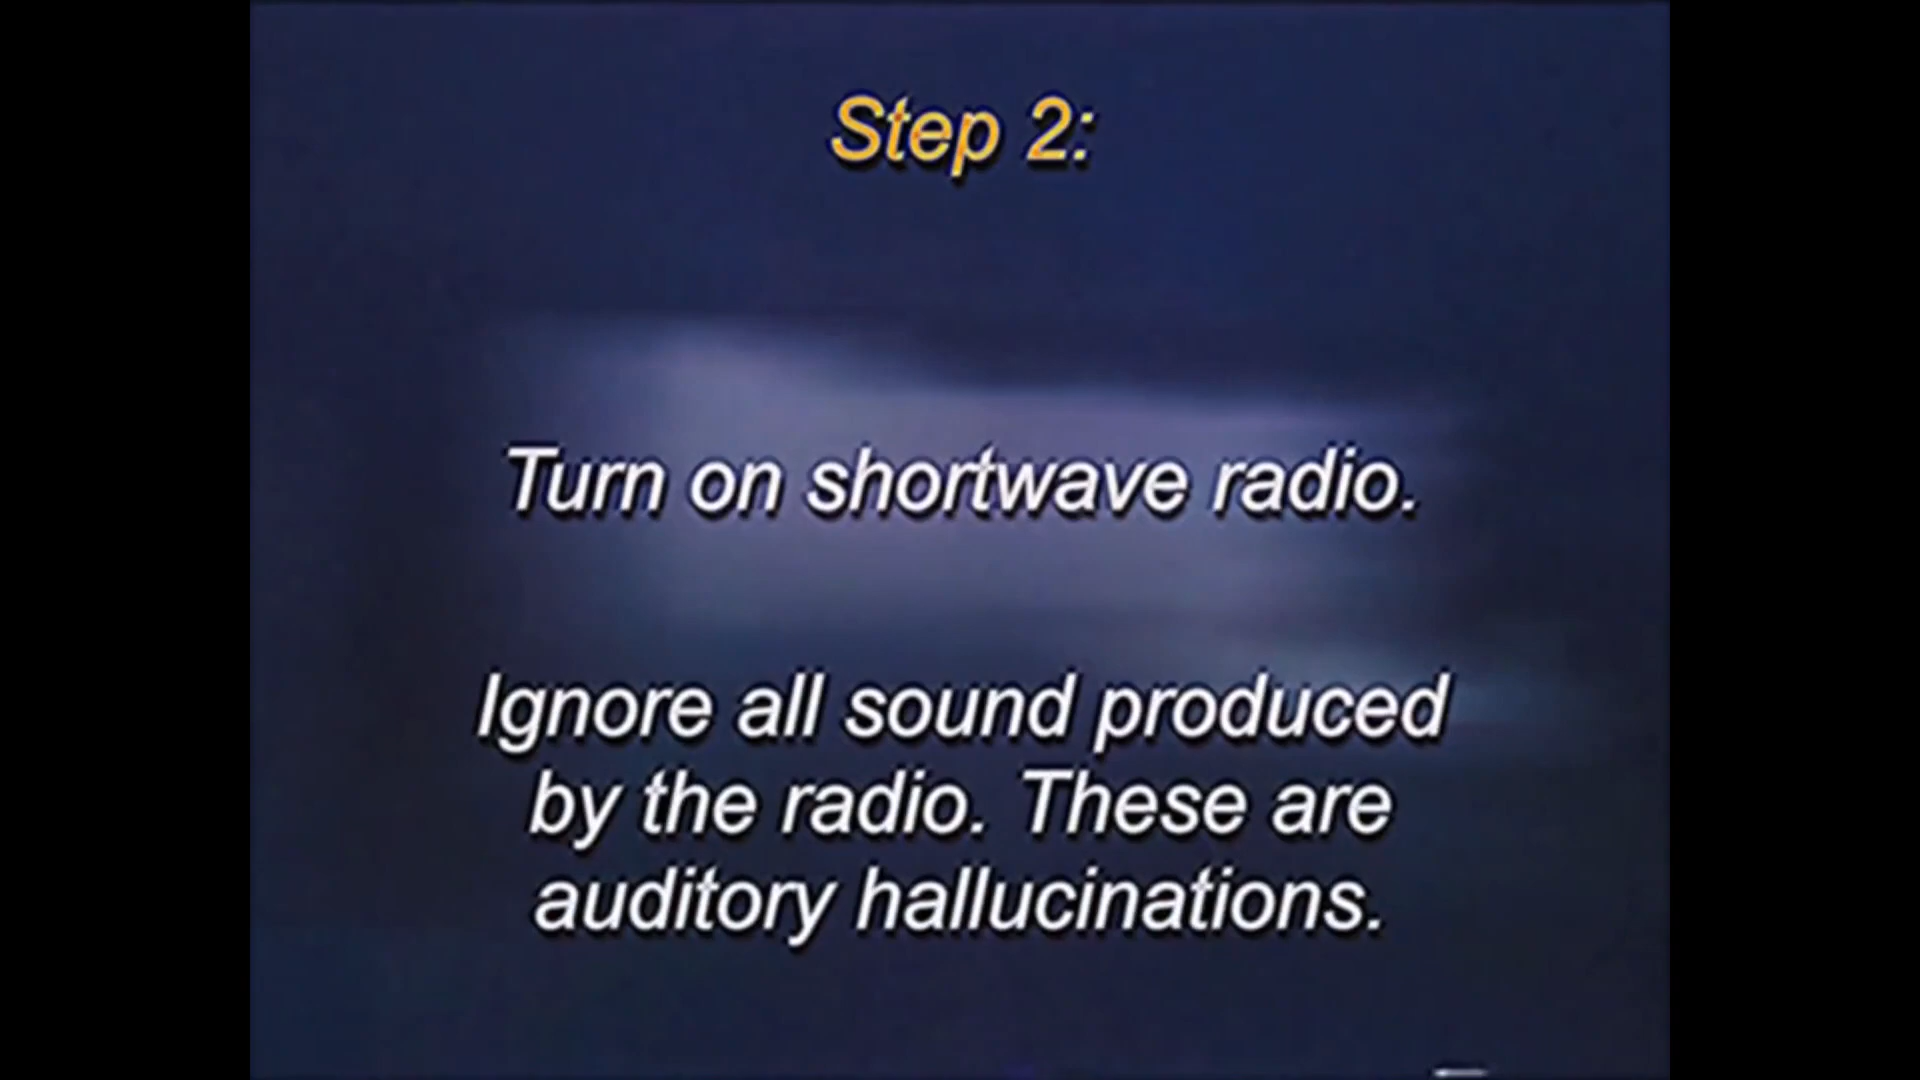 Step 2:
Turn on shortwave radio.
Ignore all sound produced
by the radio. These are
auditory hallucinations.